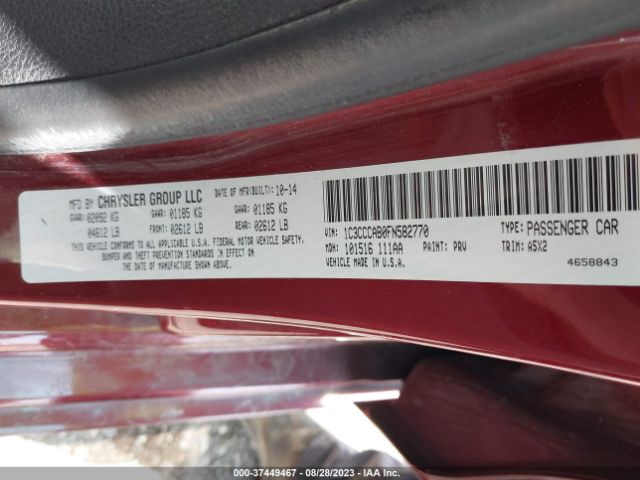 MFD BY CHRYSLER GROUP LLC DATE OF MFR(BUILT): 10-14
GVWR: 02092 KG GAWR: 01185 KG GAWR: 01185 KG
04612 LB FRONT: 02612 LB REAR: 02612 LB
THIS VEHICLE CONFORMS TO ALL APPLICABLE U.S.A. FEDERAL MOTOR VEHICLE SAFETY,
BUMPER AND THEFT PREVENTION STANDARDS IN EFFECT ON
THE DATE OF MANUFACTURE SHOWN ABOVE.
VIN: 1C3CCCAB0FN582770 TYPE: PASSENGER CAR
MDH: 101516 111AA PAINT: PRV TRIM: A5X2
VEHICLE MADE IN U.S.A. 4658843
000-37449467 - 08/28/2023 - IAA Inc.